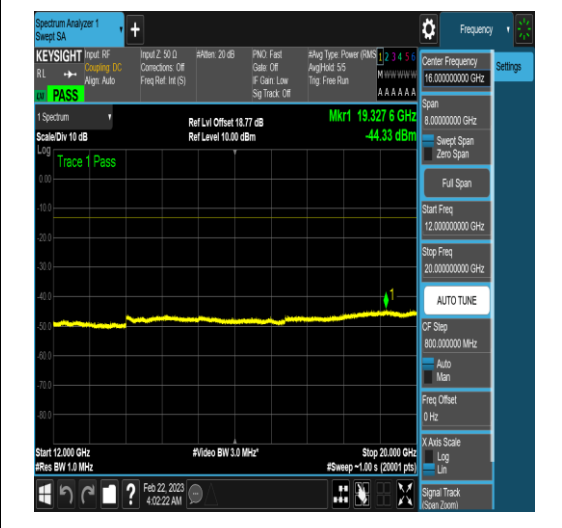 Spectrum Analyzer 1
Swept SA
+
Frequency
KEYSIGHT
RL
Input: RF
Coupling: DC
Align: Auto
Input Z: 50 Ω
Corrections: Off
Freq Ref: Int (S)
#Atten: 20 dB
PNO: Fast
Gate: Off
IF Gain: Low
Sig Track: Off
#Avg Type: Power (RMS
Avg|Hold: 5/5
Trig: Free Run
1 2 3 4 5 6
M W W W W W
A A A A A A
PASS
1 Spectrum
Scale/Div 10 dB
Ref Lvl Offset 18.77 dB
Ref Level 10.00 dBm
Mkr1 19.327 6 GHz
-44.33 dBm
Log
Trace 1 Pass
0.00
-10.0
-20.0
-30.0
-40.0
-50.0
-60.0
-70.0
-80.0
1
Start 12.000 GHz
#Res BW 1.0 MHz
#Video BW 3.0 MHz*
Stop 20.000 GHz
#Sweep ~1.00 s (20001 pts)
Feb 22, 2023
4:02:22 AM
?
Center Frequency
16.000000000 GHz
Settings
Span
8.00000000 GHz
Swept Span
Zero Span
Full Span
Start Freq
12.000000000 GHz
Stop Freq
20.000000000 GHz
AUTO TUNE
CF Step
800.000000 MHz
Auto
Man
Freq Offset
0 Hz
X Axis Scale
Log
Lin
Signal Track
(Span Zoom)